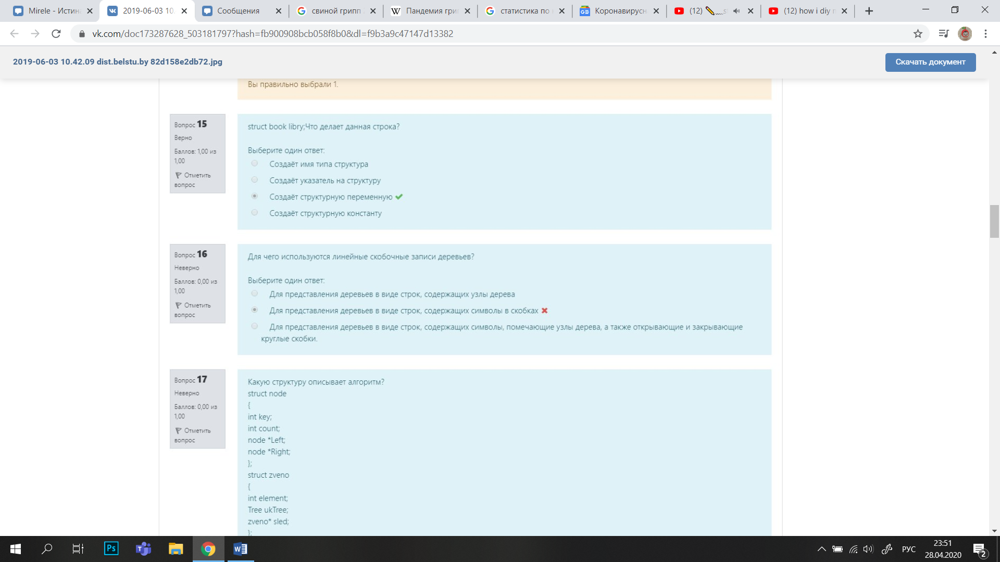 Mirele - Истин
2019-06-03 10.
Сообщения
свиной грипп
Пандемия гри
статистика по
Коронавирусн
(12)
(12) how i diy
vk.com/doc173287628_503181797?hash=fb900908bcb058f8b0&dl=f9b3a9c47147d13382
2019-06-03 10.42.09 dist.belstu.by 82d158e2db72.jpg
Скачать документ
Вы правильно выбрали 1.
Вопрос 15
Верно
Баллов: 1,00 из
1,00
Отметить
вопрос
struct book libry;Что делает данная строка?
Выберите один ответ:
Создаёт имя типа структура
Создаёт указатель на структуру
Создаёт структурную переменную
Создаёт структурную константу
Вопрос 16
Неверно
Баллов: 0,00 из
1,00
Отметить
вопрос
Для чего используются линейные скобочные записи деревьев?
Выберите один ответ:
Для представления деревьев в виде строк, содержащих узлы дерева
Для представления деревьев в виде строк, содержащих символы в скобках
Для представления деревьев в виде строк, содержащих символы, помечающие узлы дерева, а также открывающие и закрывающие
круглые скобки.
Вопрос 17
Неверно
Баллов: 0,00 из
1,00
Отметить
вопрос
Какую структуру описывает алгоритм?
struct node
{
int key;
int count;
node *Left;
node *Right;
};
struct zveno
{
int element;
Tree ukTree;
zveno* sled;
};
РУС
23:51
28.04.2020
2